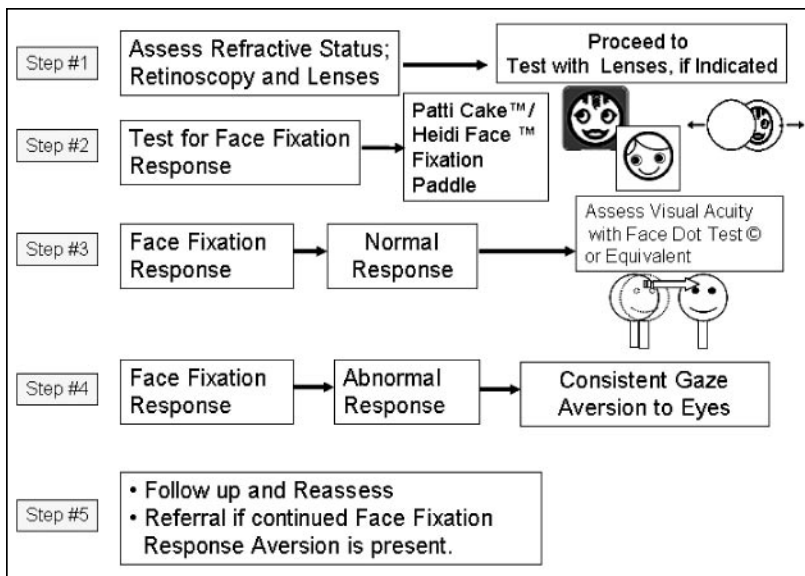 Step #1
Assess Refractive Status;
Retinoscopy and Lenses
Proceed to
Test with Lenses, if Indicated
Step #2
Test for Face Fixation
Response
Patti Cake™/
Heidi Face ™
Fixation
Paddle
Step #3
Face Fixation
Response
Normal
Response
Assess Visual Acuity
with Face Dot Test ©
or Equivalent
Step #4
Face Fixation
Response
Abnormal
Response
Consistent Gaze
Aversion to Eyes
Step #5
• Follow up and Reassess
• Referral if continued Face Fixation
Response Aversion is present.